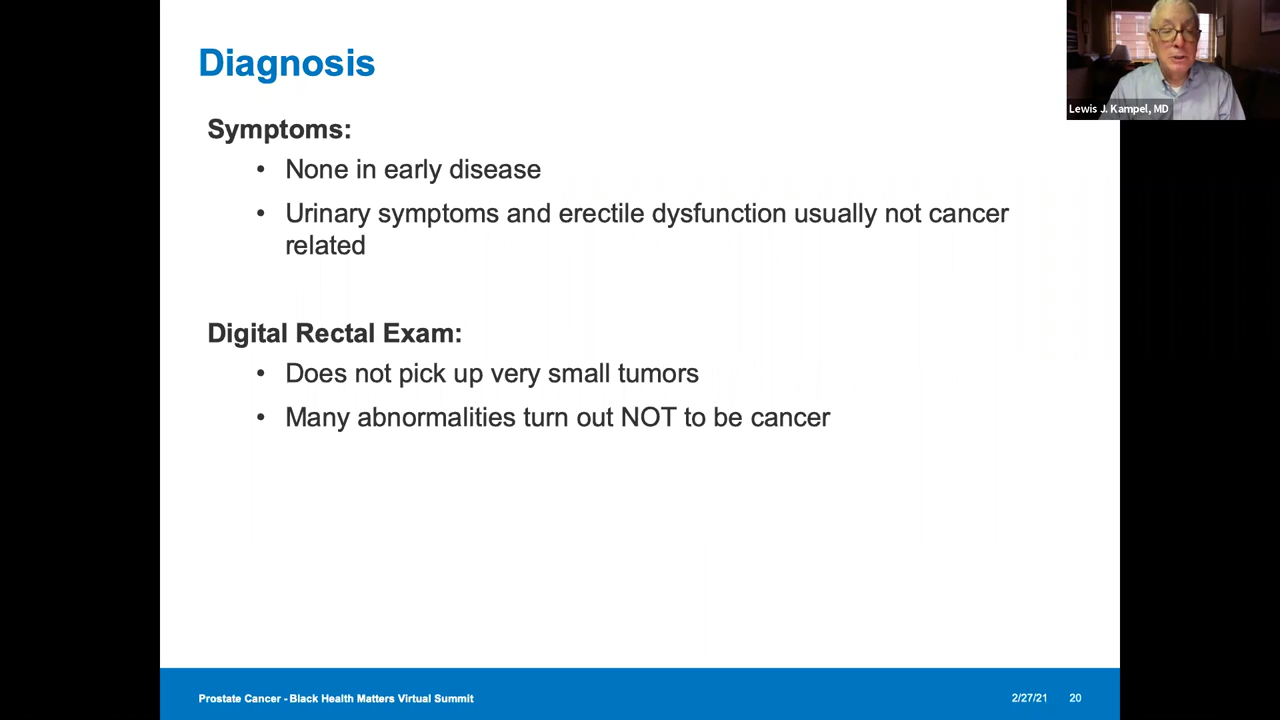 Diagnosis
Lewis J. Kampel, MD
Symptoms:
• None in early disease
• Urinary symptoms and erectile dysfunction usually not cancer
related
Digital Rectal Exam:
• Does not pick up very small tumors
• Many abnormalities turn out NOT to be cancer
Prostate Cancer - Black Health Matters Virtual Summit 2/27/21 20